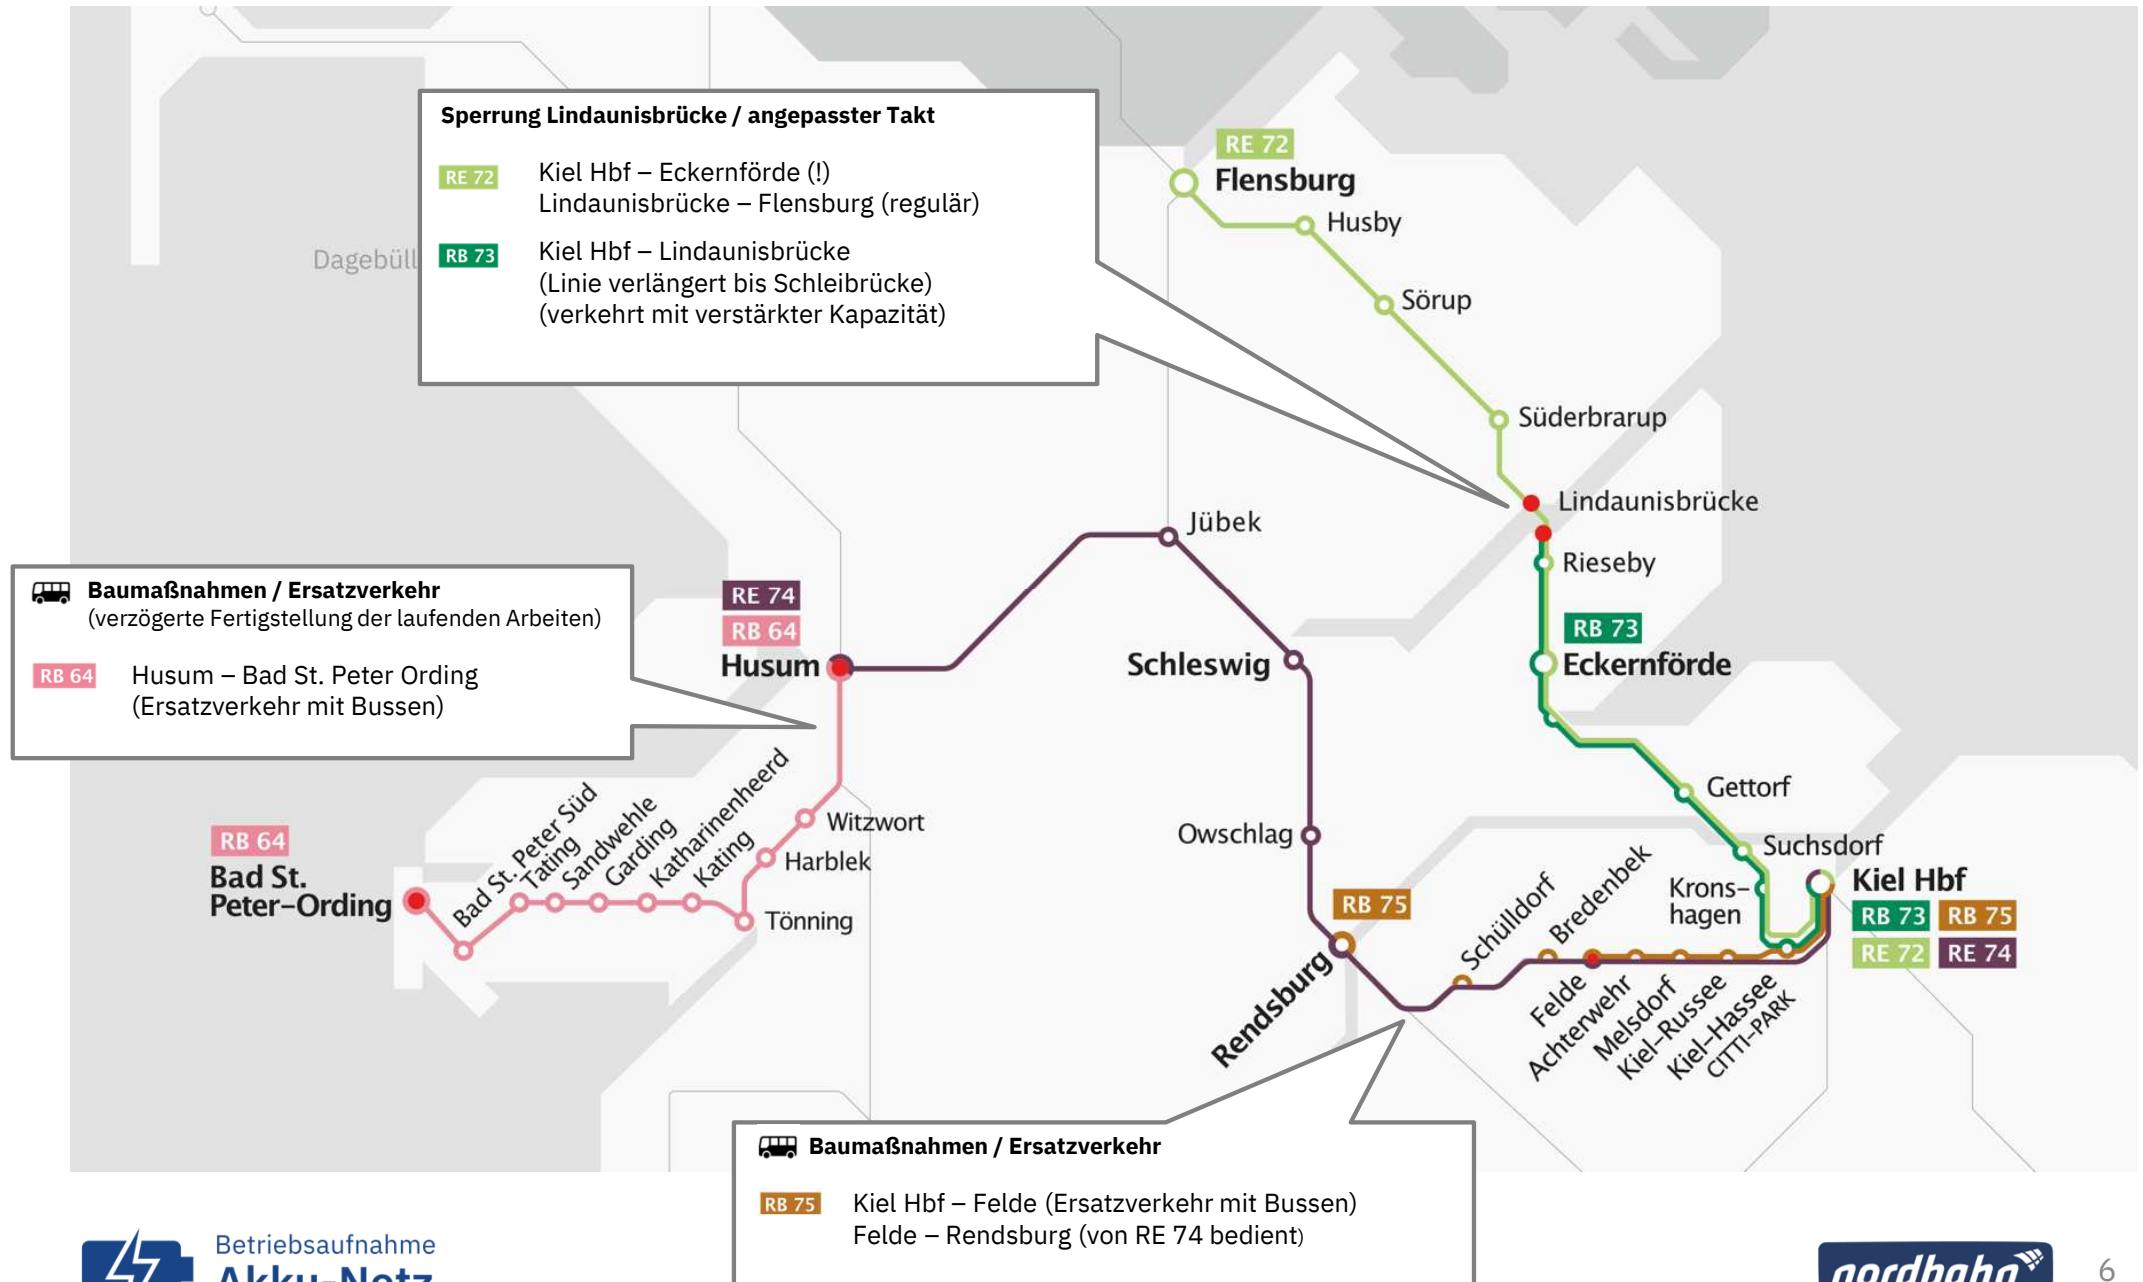 Sperrung Lindaunisbrücke / angepasster Takt
RE 72
Kiel Hbf – Eckernförde (!)
Lindaunisbrücke – Flensburg (regulär)
RB 73
Kiel Hbf – Lindaunisbrücke
(Linie verlängert bis Schleibrücke)
(verkehrt mit verstärkter Kapazität)
Dagebüll
RE 72
Flensburg
Husby
Sörup
Süderbrarup
Lindaunisbrücke
Rieseby
RB 73
Eckernförde
Gettorf
Suchsdorf
Krons-
hagen
Kiel Hbf
RB 73 RB 75
RE 72 RE 74
Jübek
Schleswig
Owschlag
RB 75
Rendsburg
Schülldorf
Bredenbek
Felde
Achterwehr
Melsdorf
Kiel-Russee
Kiel-Hassee
CITTI-PARK
Baumaßnahmen / Ersatzverkehr
(verzögerte Fertigstellung der laufenden Arbeiten)
RB 64
Husum – Bad St. Peter Ording
(Ersatzverkehr mit Bussen)
RE 74
RB 64
Husum
Witzwort
Harblek
Tönning
Kating
Katharinenheerd
Garding
Sandwehle
Tating
Bad St. Peter Süd
RB 64
Bad St.
Peter-Ording
Baumaßnahmen / Ersatzverkehr
RB 75
Kiel Hbf – Felde (Ersatzverkehr mit Bussen)
Felde – Rendsburg (von RE 74 bedient)
Betriebsaufnahme
Akku-Netz
nordbahn
6